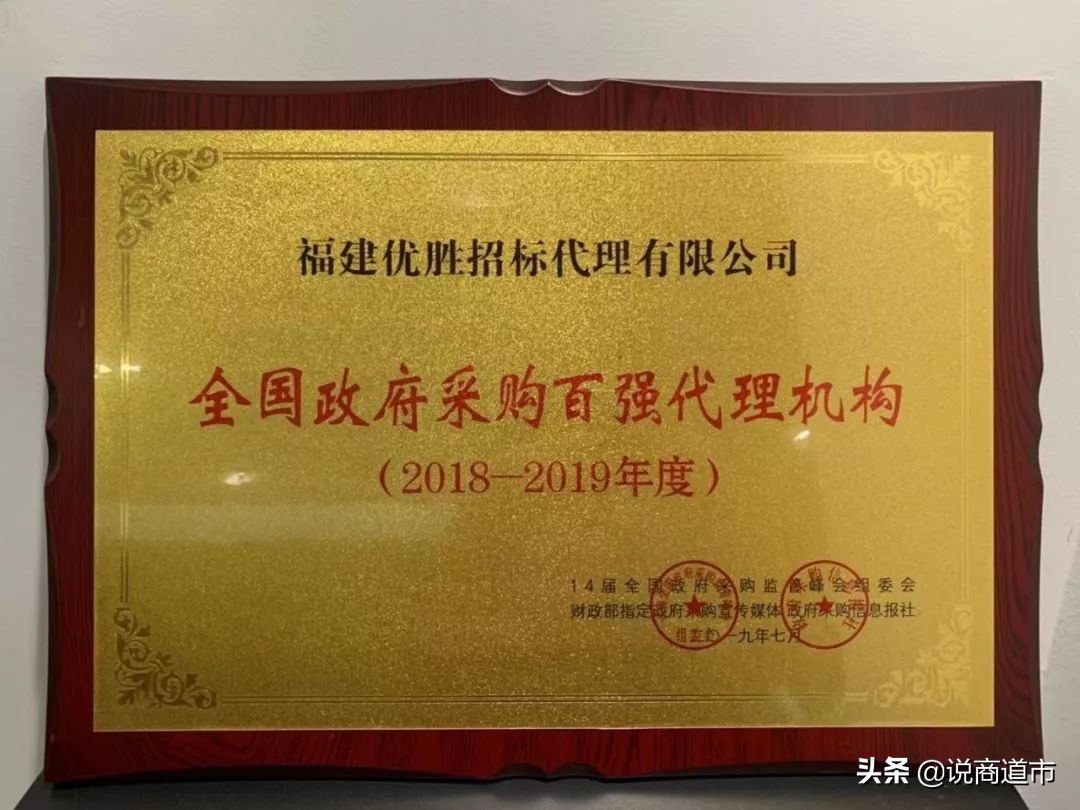 福建优胜招标代理有限公司
全国政府采购百强代理机构
（2018—2019年度）
14届全国政府采购监督峰会组委会
财政部指定政府采购宣传媒体 政府采购信息报社
一九年七月
组委会
头条 @说商道市